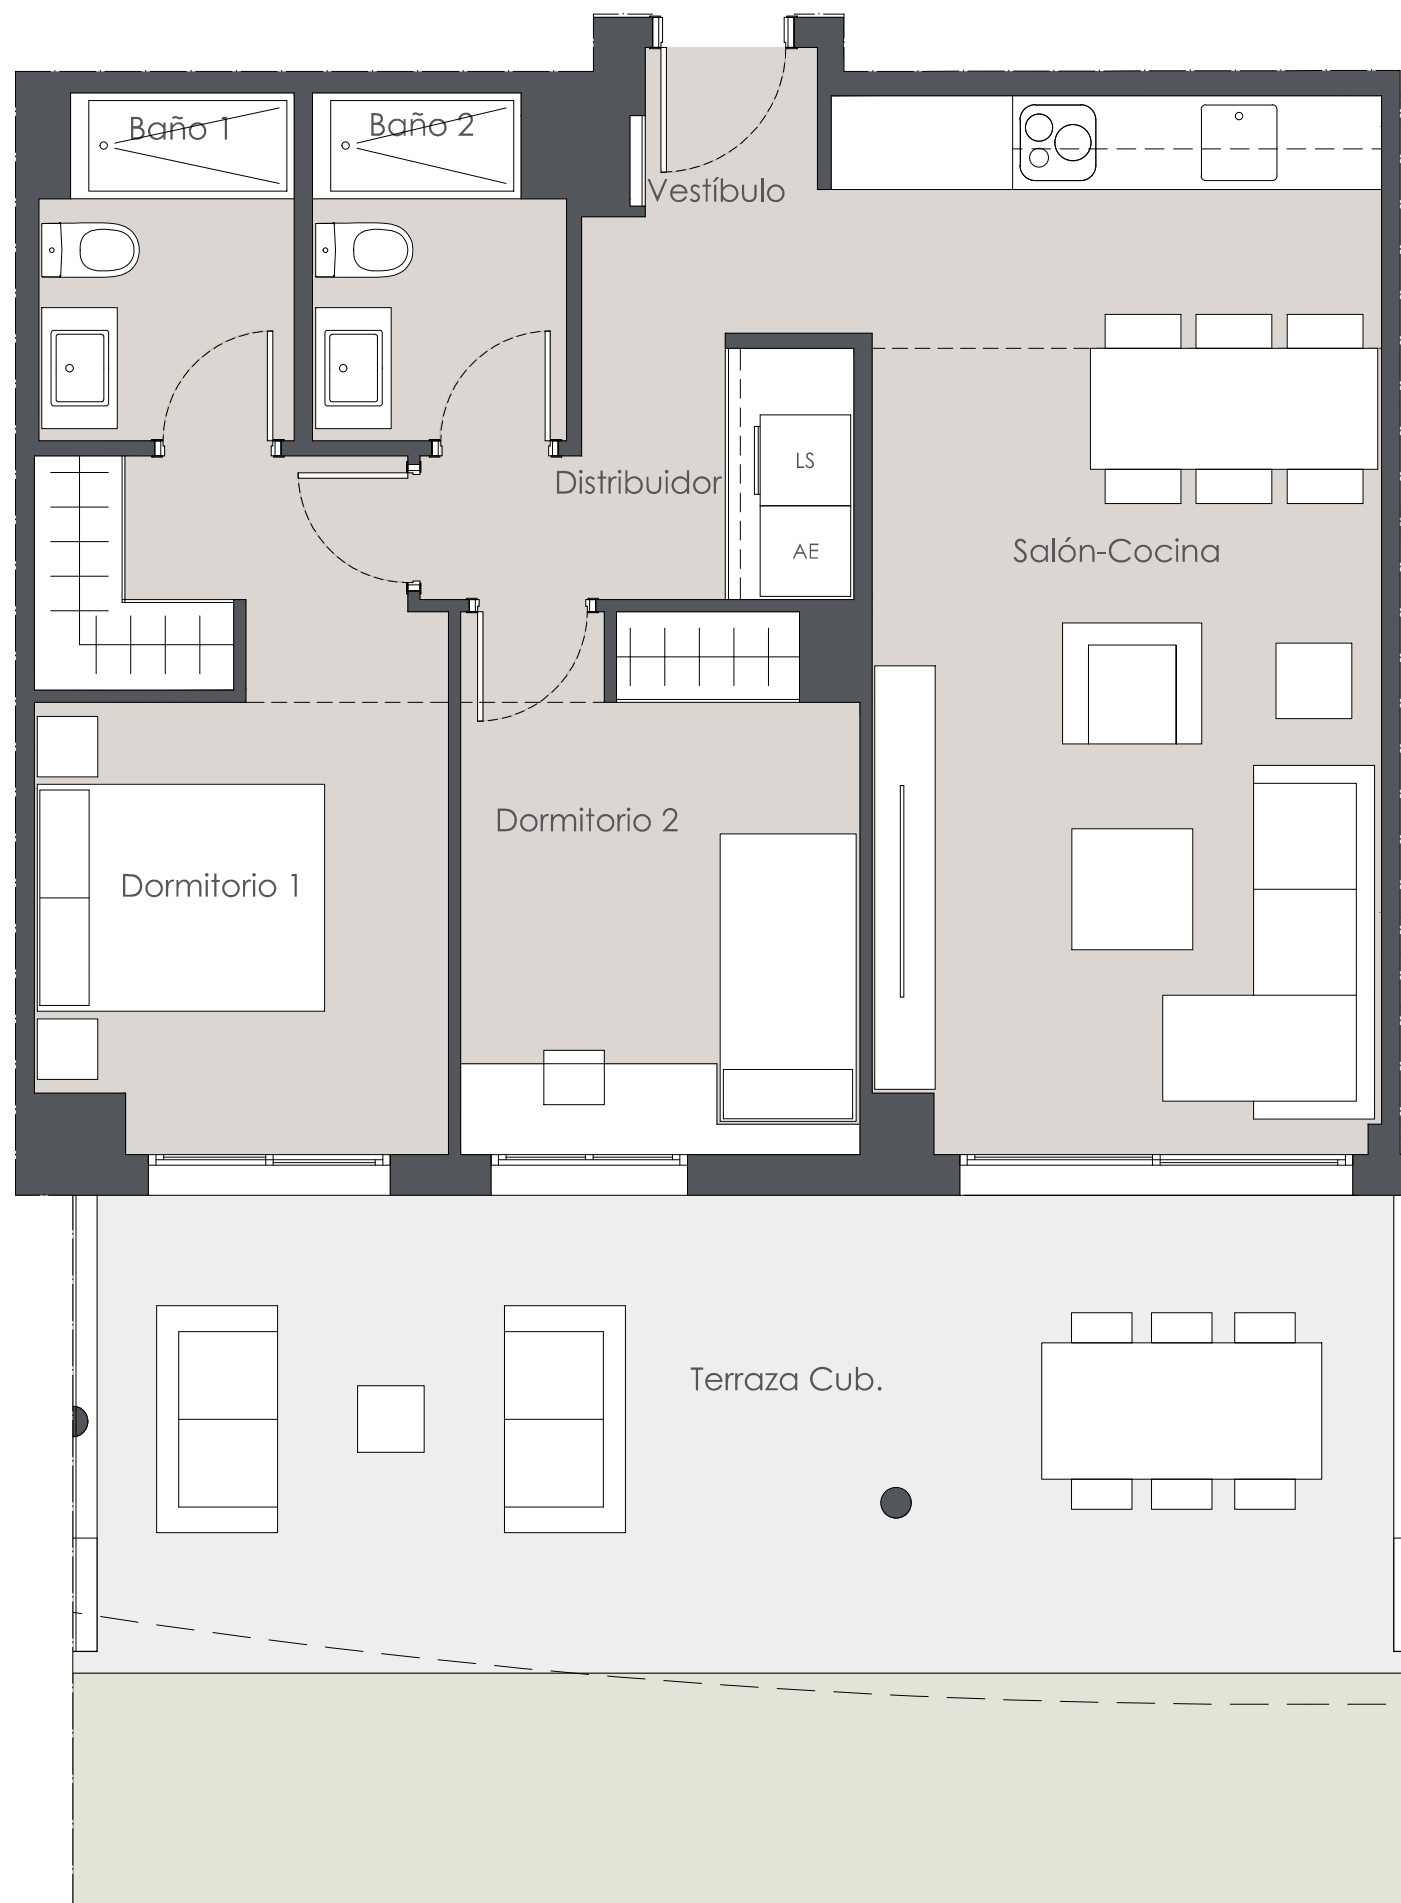 Baño 1
Baño 2
Vestíbulo
LS
Distribuidor
AE
Salón-Cocina
Dormitorio 2
Dormitorio 1
Terraza Cub.